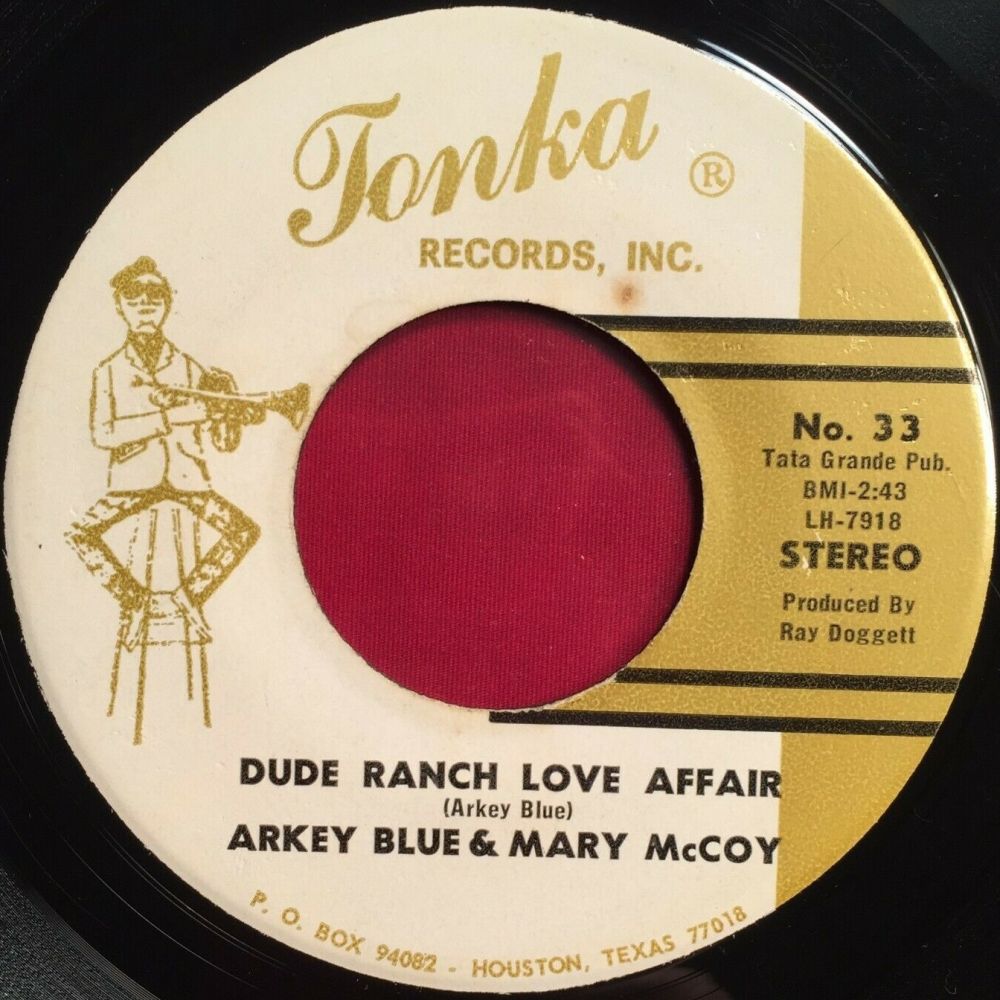 Tonka ®
RECORDS, INC.
No. 33
Tata Grande Pub.
BMI-2:43
LH-7918
STEREO
Produced By
Ray Doggett
DUDE RANCH LOVE AFFAIR
(Arkey Blue)
ARKEY BLUE & MARY McCOY
P. O. BOX 94082 - HOUSTON, TEXAS 77018